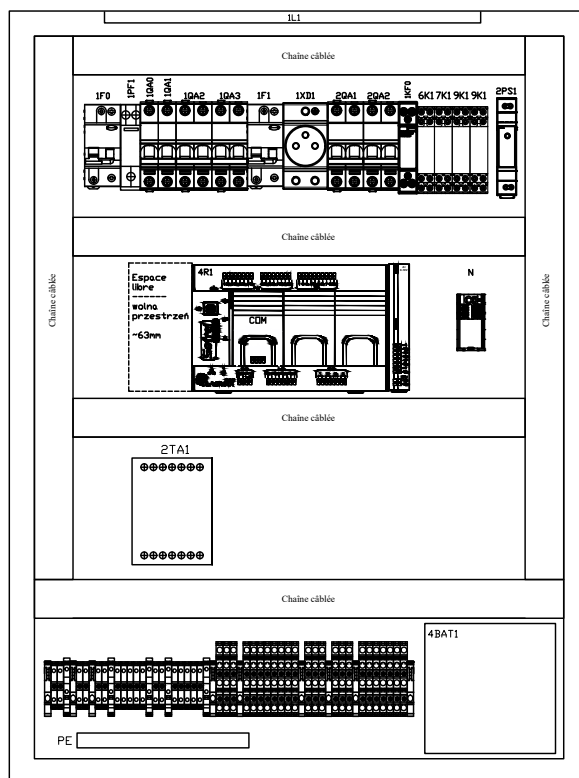 1L1
Chaîne câblée
1F0 1PF1 1QA0 1QA1 1QA2 1QA3 1F1 1XD1 2QA1 2QA2 1KF0 6K1 7K1 9K1 9K1 2PS1
Chaîne câblée
Chaîne câblée
Chaîne câblée
Espace
libre
wolna
przestrzeń
~63mm
4R1
COM
N
Chaîne câblée
2TA1
Chaîne câblée
4BAT1
PE